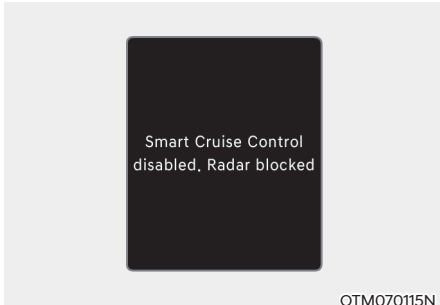 Smart Cruise Control
disabled. Radar blocked
OTM070115N